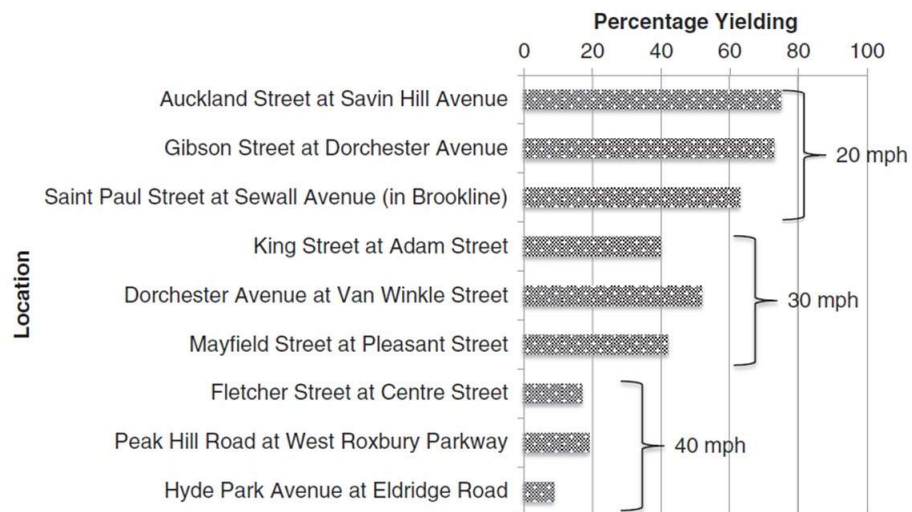 Percentage Yielding
0 20 40 60 80 100
Auckland Street at Savin Hill Avenue
Gibson Street at Dorchester Avenue
20 mph
Saint Paul Street at Sewall Avenue (in Brookline)
King Street at Adam Street
Dorchester Avenue at Van Winkle Street
30 mph
Mayfield Street at Pleasant Street
Fletcher Street at Centre Street
Peak Hill Road at West Roxbury Parkway
40 mph
Hyde Park Avenue at Eldridge Road
Location